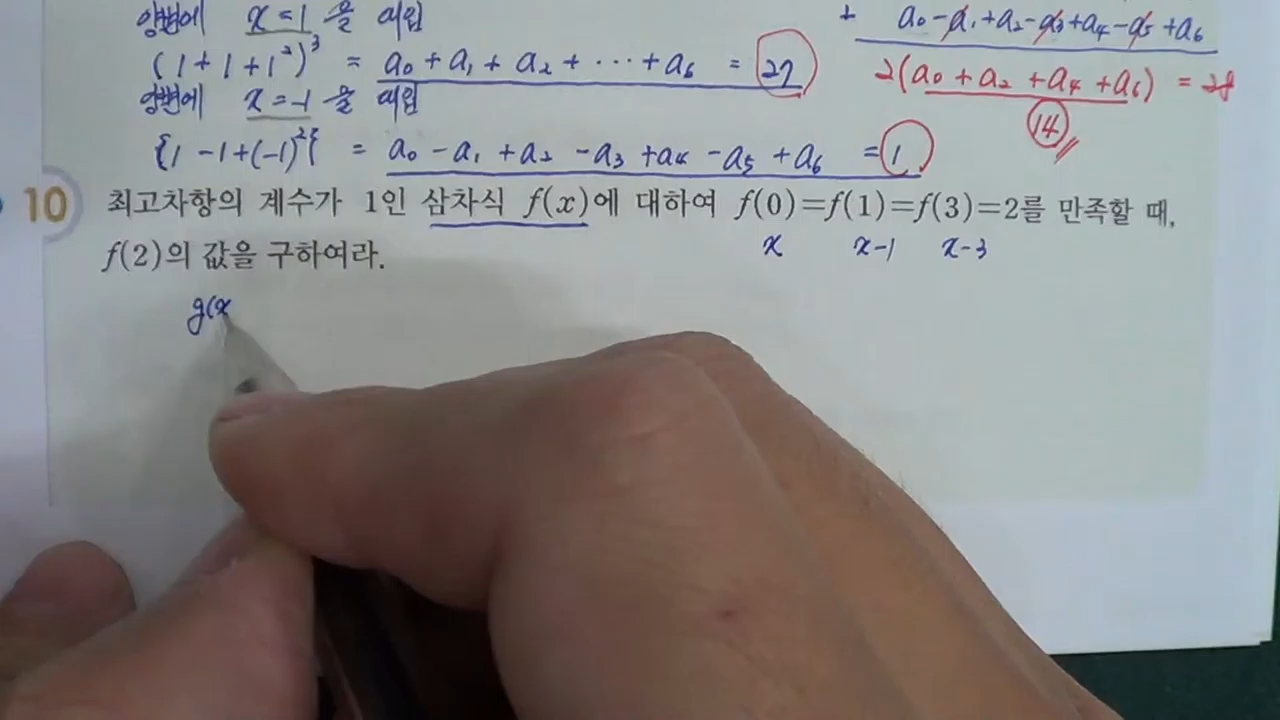 양변에 x=1 을 대입
+ a₀-a₁+a₂-a₃+a₄-a₅+a₆
(1+1+1²)³ = a₀+a₁+a₂+⋯+a₆ = 27
2(a₀+a₂+a₄+a₆) = 28
14
양변에 x=-1 을 대입
{1-1+(-1)²} = a₀-a₁+a₂-a₃+a₄-a₅+a₆ = 1
10 최고차항의 계수가 1인 삼차식 f(x)에 대하여 f(0)=f(1)=f(3)=2를 만족할 때,
x x-1 x-3
f(2)의 값을 구하여라.
g(x